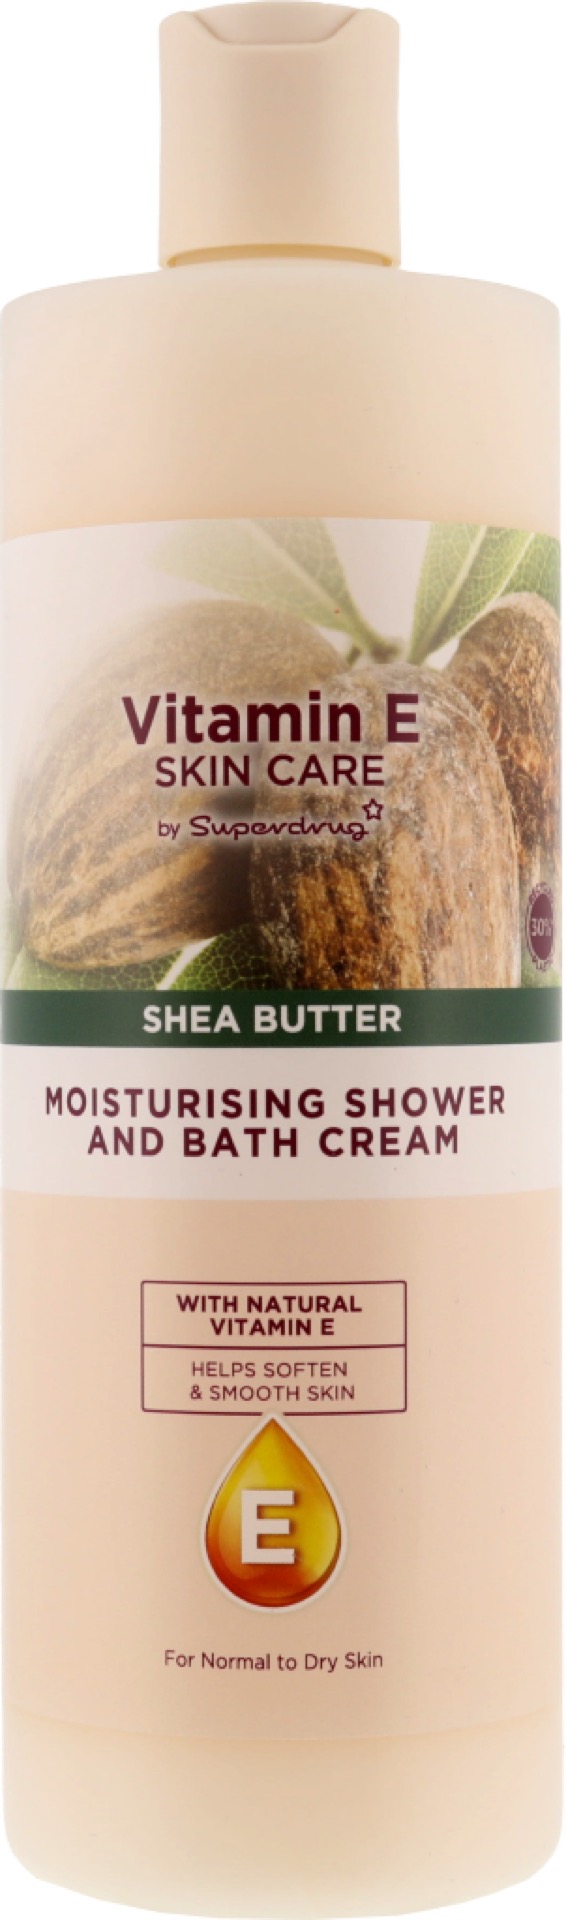 Vitamin E
SKIN CARE
by Superdrug
30%
SHEA BUTTER
MOISTURISING SHOWER
AND BATH CREAM
WITH NATURAL
VITAMIN E
HELPS SOFTEN
& SMOOTH SKIN
E
For Normal to Dry Skin